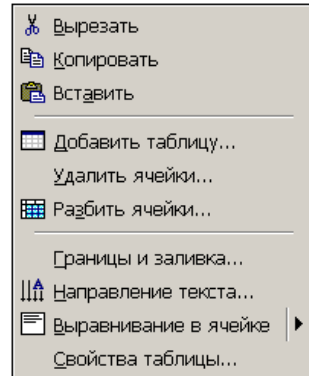 Вырезать
Копировать
Вставить
Добавить таблицу...
Удалить ячейки...
Разбить ячейки...
Границы и заливка...
Направление текста...
Выравнивание в ячейке
Свойства таблицы...